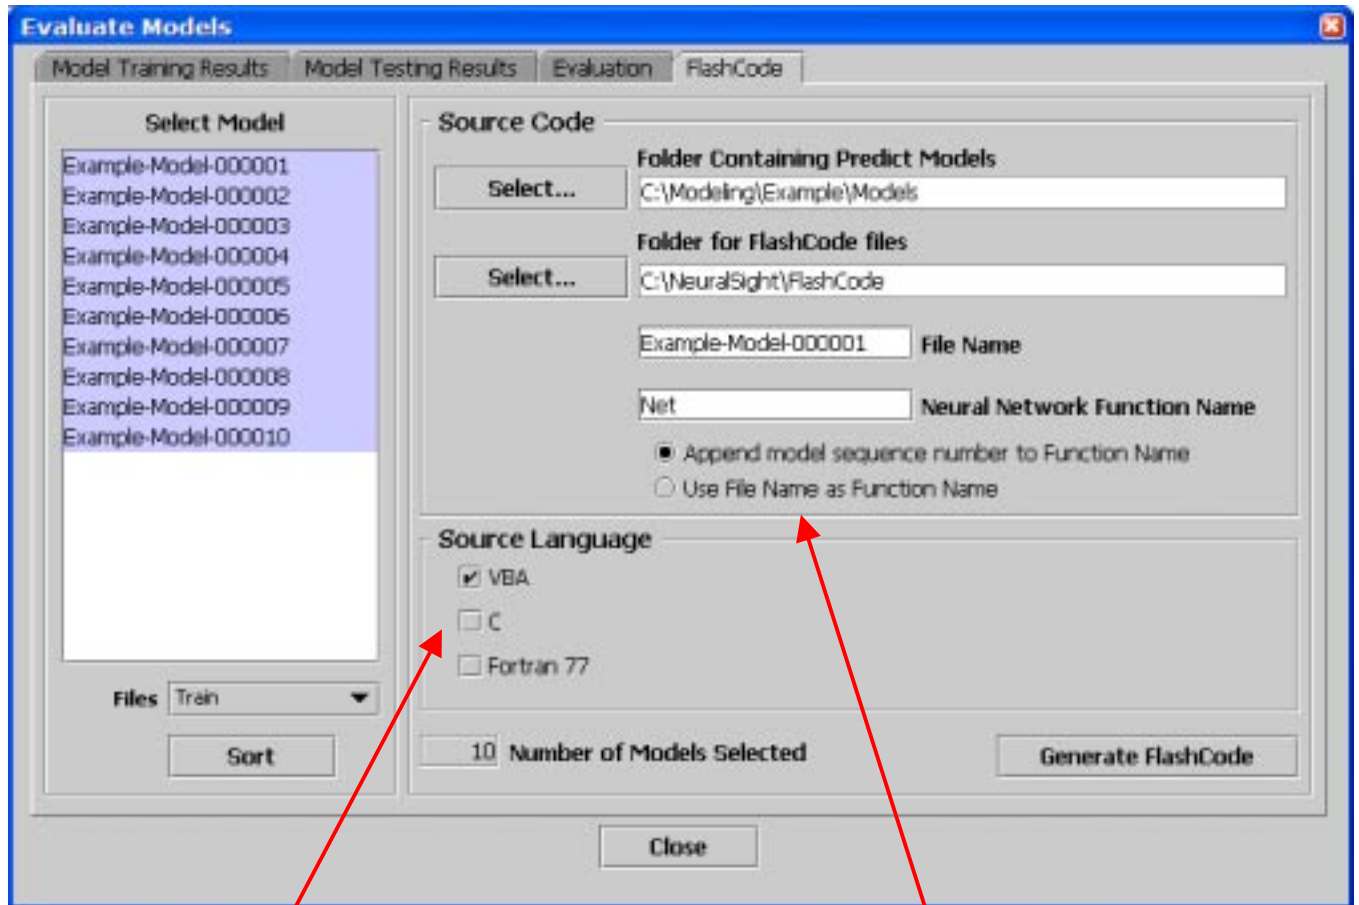 Evaluate Models
Model Training Results
Model Testing Results
Evaluation
FlashCode
Select Model
Example-Model-000001
Example-Model-000002
Example-Model-000003
Example-Model-000004
Example-Model-000005
Example-Model-000006
Example-Model-000007
Example-Model-000008
Example-Model-000009
Example-Model-000010
Files Train
Sort
Source Code
Folder Containing Predict Models
Select... C:\Modeling\Example\Models
Folder for FlashCode files
Select... C:\NeuralSight\FlashCode
Example-Model-000001 File Name
Net Neural Network Function Name
Append model sequence number to Function Name
Use File Name as Function Name
Source Language
VBA
C
Fortran 77
10 Number of Models Selected
Generate FlashCode
Close